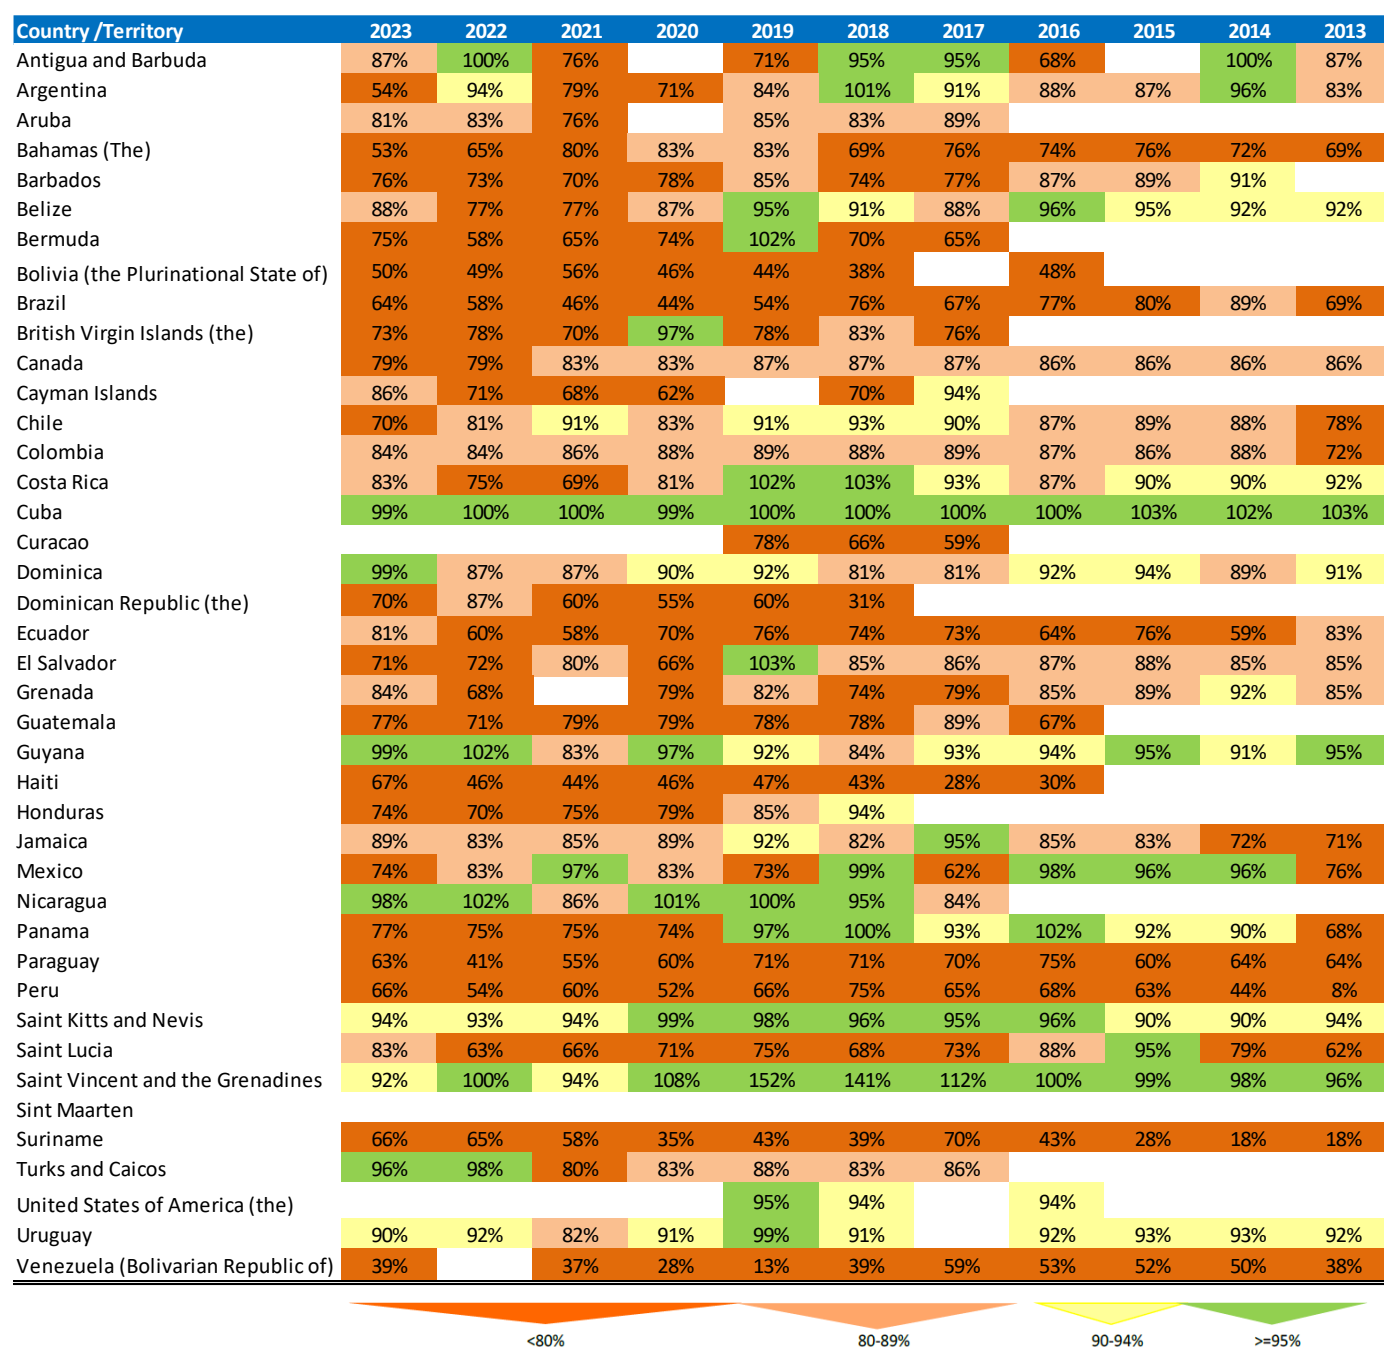 Country /Territory 2023 2022 2021 2020 2019 2018 2017 2016 2015 2014 2013
Antigua and Barbuda 87% 100% 76% 71% 95% 95% 68% 100% 87%
Argentina 54% 94% 79% 71% 84% 101% 91% 88% 87% 96% 83%
Aruba 81% 83% 76% 85% 83% 89%
Bahamas (The) 53% 65% 80% 83% 83% 69% 76% 74% 76% 72% 69%
Barbados 76% 73% 70% 78% 85% 74% 77% 87% 89% 91%
Belize 88% 77% 77% 87% 95% 91% 88% 96% 95% 92% 92%
Bermuda 75% 58% 65% 74% 102% 70% 65%
Bolivia (the Plurinational State of) 50% 49% 56% 46% 44% 38% 48%
Brazil 64% 58% 46% 44% 54% 76% 67% 77% 80% 89% 69%
British Virgin Islands (the) 73% 78% 70% 97% 78% 83% 76%
Canada 79% 79% 83% 83% 87% 87% 87% 86% 86% 86% 86%
Cayman Islands 86% 71% 68% 62% 70% 94%
Chile 70% 81% 91% 83% 91% 93% 90% 87% 89% 88% 78%
Colombia 84% 84% 86% 88% 89% 88% 89% 87% 86% 88% 72%
Costa Rica 83% 75% 69% 81% 102% 103% 93% 87% 90% 90% 92%
Cuba 99% 100% 100% 99% 100% 100% 100% 100% 103% 102% 103%
Curacao 78% 66% 59%
Dominica 99% 87% 87% 90% 92% 81% 81% 92% 94% 89% 91%
Dominican Republic (the) 70% 87% 60% 55% 60% 31%
Ecuador 81% 60% 58% 70% 76% 74% 73% 64% 76% 59% 83%
El Salvador 71% 72% 80% 66% 103% 85% 86% 87% 88% 85% 85%
Grenada 84% 68% 79% 82% 74% 79% 85% 89% 92% 85%
Guatemala 77% 71% 79% 79% 78% 78% 89% 67%
Guyana 99% 102% 83% 97% 92% 84% 93% 94% 95% 91% 95%
Haiti 67% 46% 44% 46% 47% 43% 28% 30%
Honduras 74% 70% 75% 79% 85% 94%
Jamaica 89% 83% 85% 89% 92% 82% 95% 85% 83% 72% 71%
Mexico 74% 83% 97% 83% 73% 99% 62% 98% 96% 96% 76%
Nicaragua 98% 102% 86% 101% 100% 95% 84%
Panama 77% 75% 75% 74% 97% 100% 93% 102% 92% 90% 68%
Paraguay 63% 41% 55% 60% 71% 71% 70% 75% 60% 64% 64%
Peru 66% 54% 60% 52% 66% 75% 65% 68% 63% 44% 8%
Saint Kitts and Nevis 94% 93% 94% 99% 98% 96% 95% 96% 90% 90% 94%
Saint Lucia 83% 63% 66% 71% 75% 68% 73% 88% 95% 79% 62%
Saint Vincent and the Grenadines 92% 100% 94% 108% 152% 141% 112% 100% 99% 98% 96%
Sint Maarten
Suriname 66% 65% 58% 35% 43% 39% 70% 43% 28% 18% 18%
Turks and Caicos 96% 98% 80% 83% 88% 83% 86%
United States of America (the) 95% 94% 94%
Uruguay 90% 92% 82% 91% 99% 91% 92% 93% 93% 92%
Venezuela (Bolivarian Republic of) 39% 37% 28% 13% 39% 59% 53% 52% 50% 38%
<80% 80-89% 90-94% >=95%